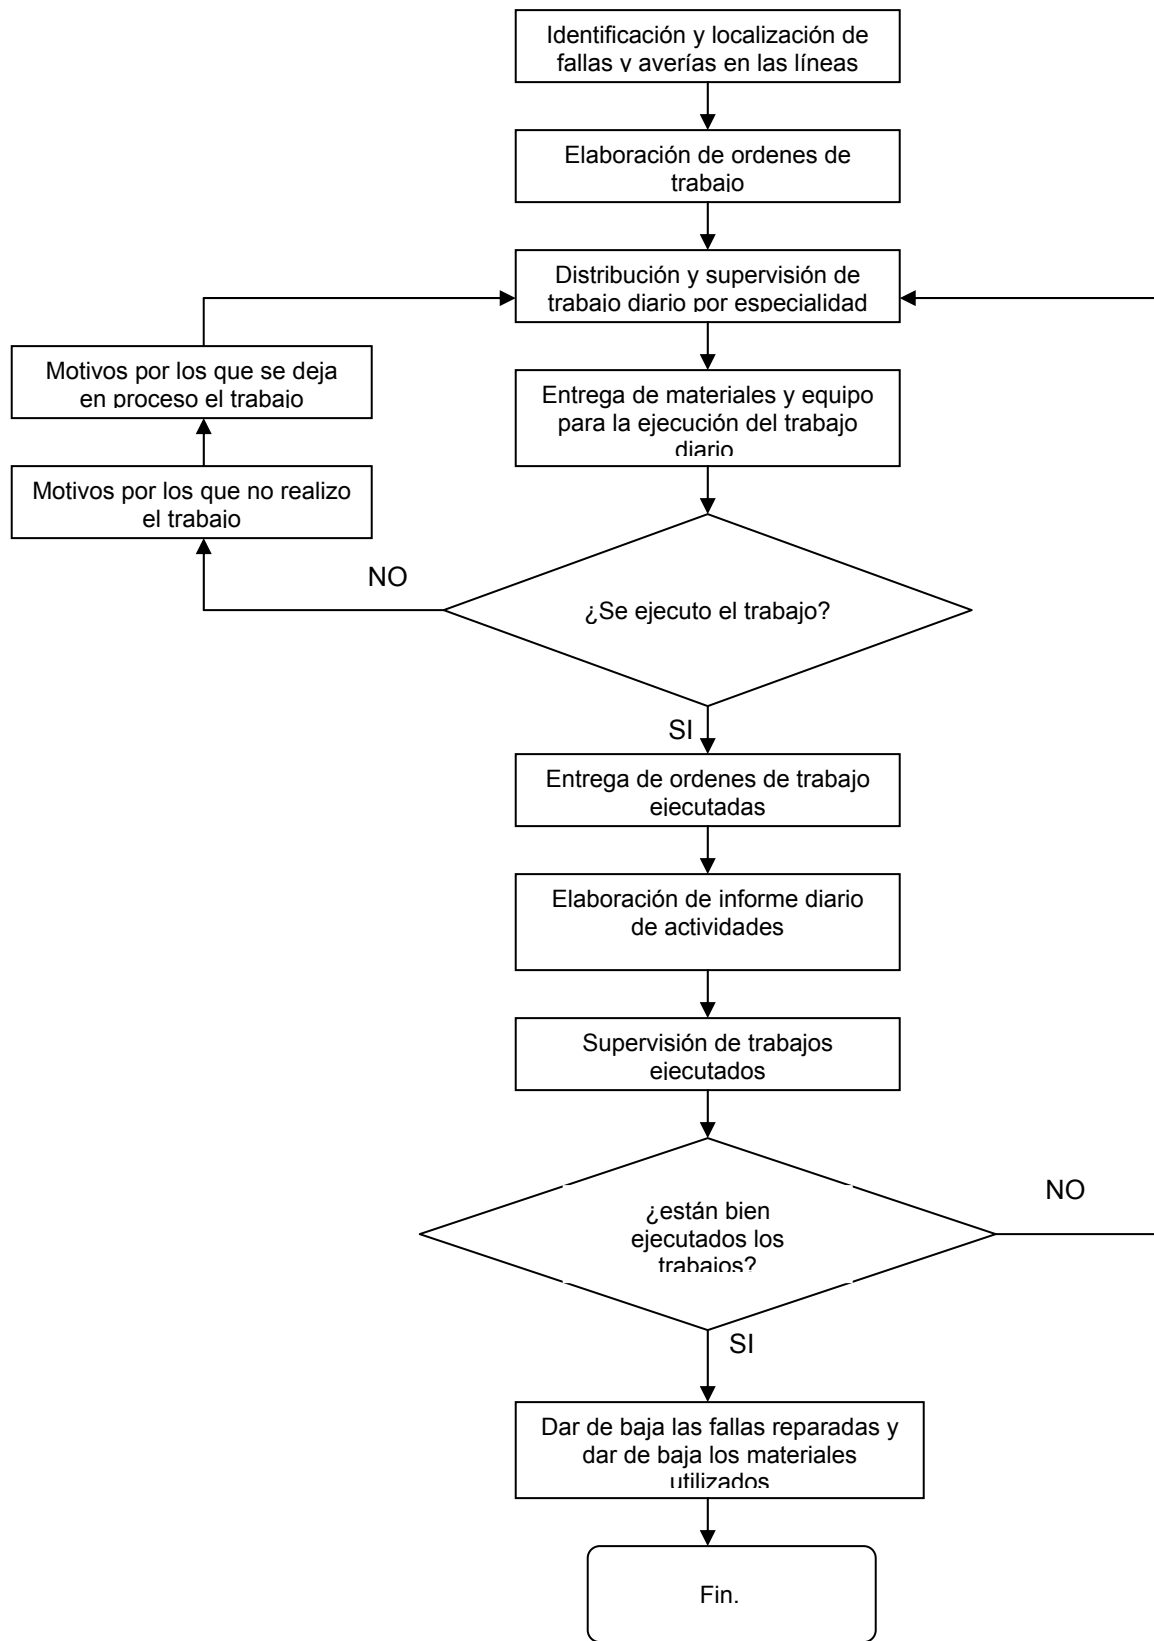 Identificación y localización de
fallas y averías en las líneas
Elaboración de ordenes de
trabajo
Distribución y supervisión de
trabajo diario por especialidad
Motivos por los que se deja
en proceso el trabajo
Entrega de materiales y equipo
para la ejecución del trabajo
diario
Motivos por los que no realizo
el trabajo
NO
¿Se ejecuto el trabajo?
SI
Entrega de ordenes de trabajo
ejecutadas
Elaboración de informe diario
de actividades
Supervisión de trabajos
ejecutados
NO
¿están bien
ejecutados los
trabajos?
SI
Dar de baja las fallas reparadas y
dar de baja los materiales
utilizados
Fin.